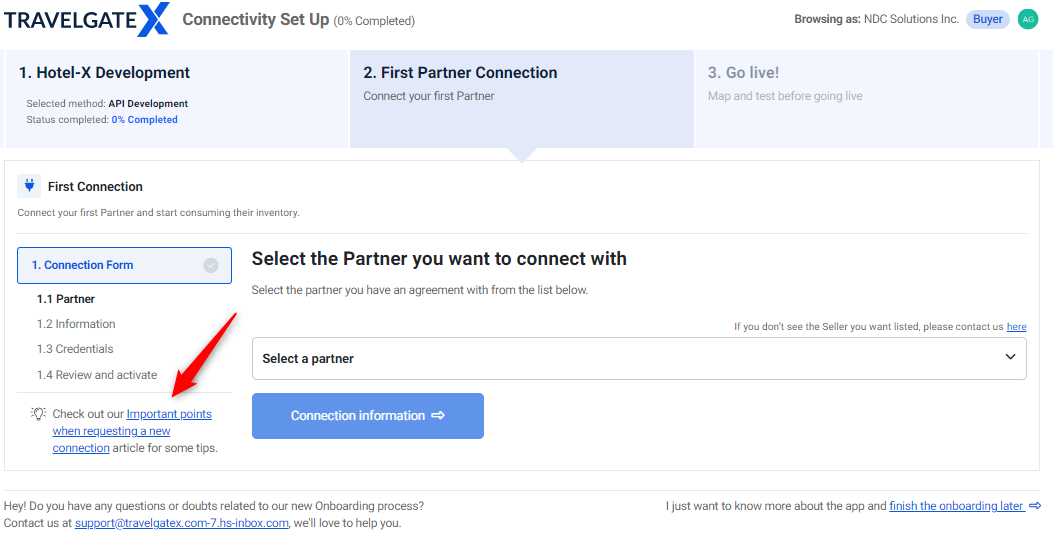 TRAVELGATEX
Connectivity Set Up (0% Completed)
Browsing as: NDC Solutions Inc. Buyer AG
1. Hotel-X Development
Selected method: API Development
Status completed: 0% Completed
2. First Partner Connection
Connect your first Partner
3. Go live!
Map and test before going live
First Connection
Connect your first Partner and start consuming their inventory.
1. Connection Form
1.1 Partner
1.2 Information
1.3 Credentials
1.4 Review and activate
Check out our Important points
when requesting a new
connection article for some tips.
Select the Partner you want to connect with
Select the partner you have an agreement with from the list below.
If you don't see the Seller you want listed, please contact us here
Select a partner
Connection information ⇨
Hey! Do you have any questions or doubts related to our new Onboarding process?
Contact us at support@travelgatex.com-7.hs-inbox.com, we'll love to help you.
I just want to know more about the app and finish the onboarding later ⇨